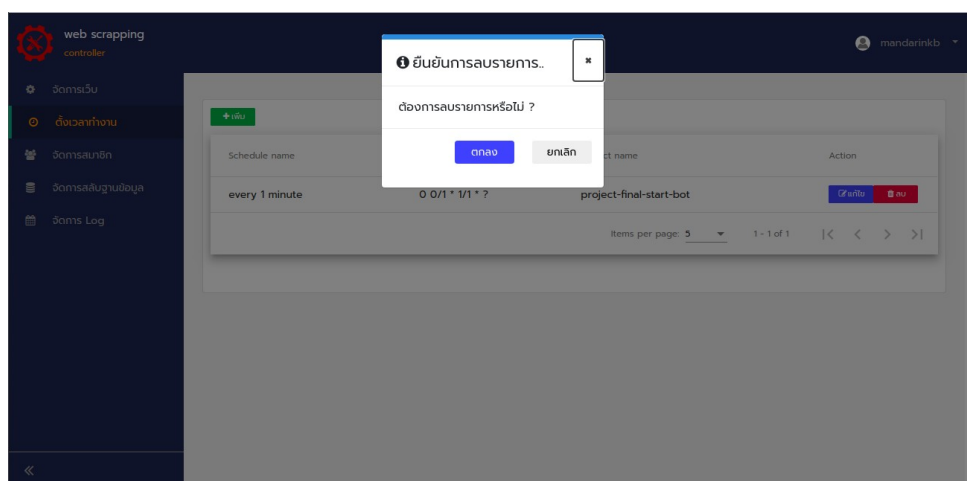 web scrapping
controller
mandarinkb
ยืนยันการลบรายการ..
ต้องการลบรายการหรือไม่ ?
ตกลง
ยกเลิก
จัดการเว็บ
ตั้งเวลาทำงาน
จัดการสมาชิก
จัดการสลับฐานข้อมูล
จัดการ Log
+ เพิ่ม
Schedule name
ct name
Action
every 1 minute
0 0/1 * 1/1 * ?
project-final-start-bot
แก้ไข
ลบ
Items per page: 5
1 - 1 of 1